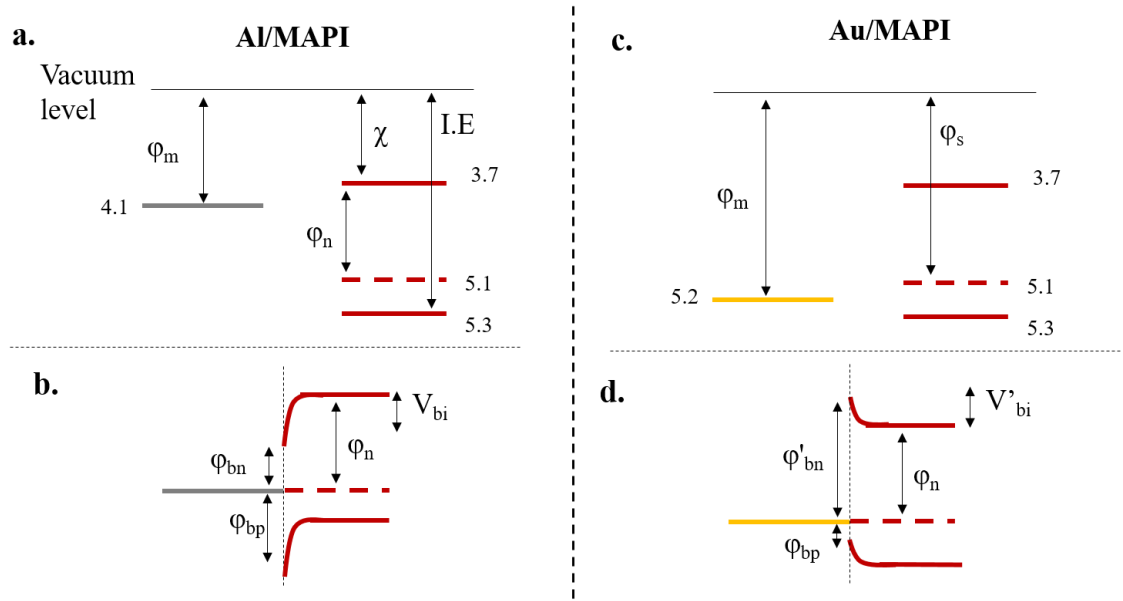 a.
Al/MAPI
Vacuum
level
φm
χ
I.E
3.7
4.1
φn
5.1
5.3
b.
Vbi
φbn
φn
φbp
c.
Au/MAPI
φs
3.7
φm
5.2
5.1
5.3
d.
V’bi
φ'bn
φn
φbp